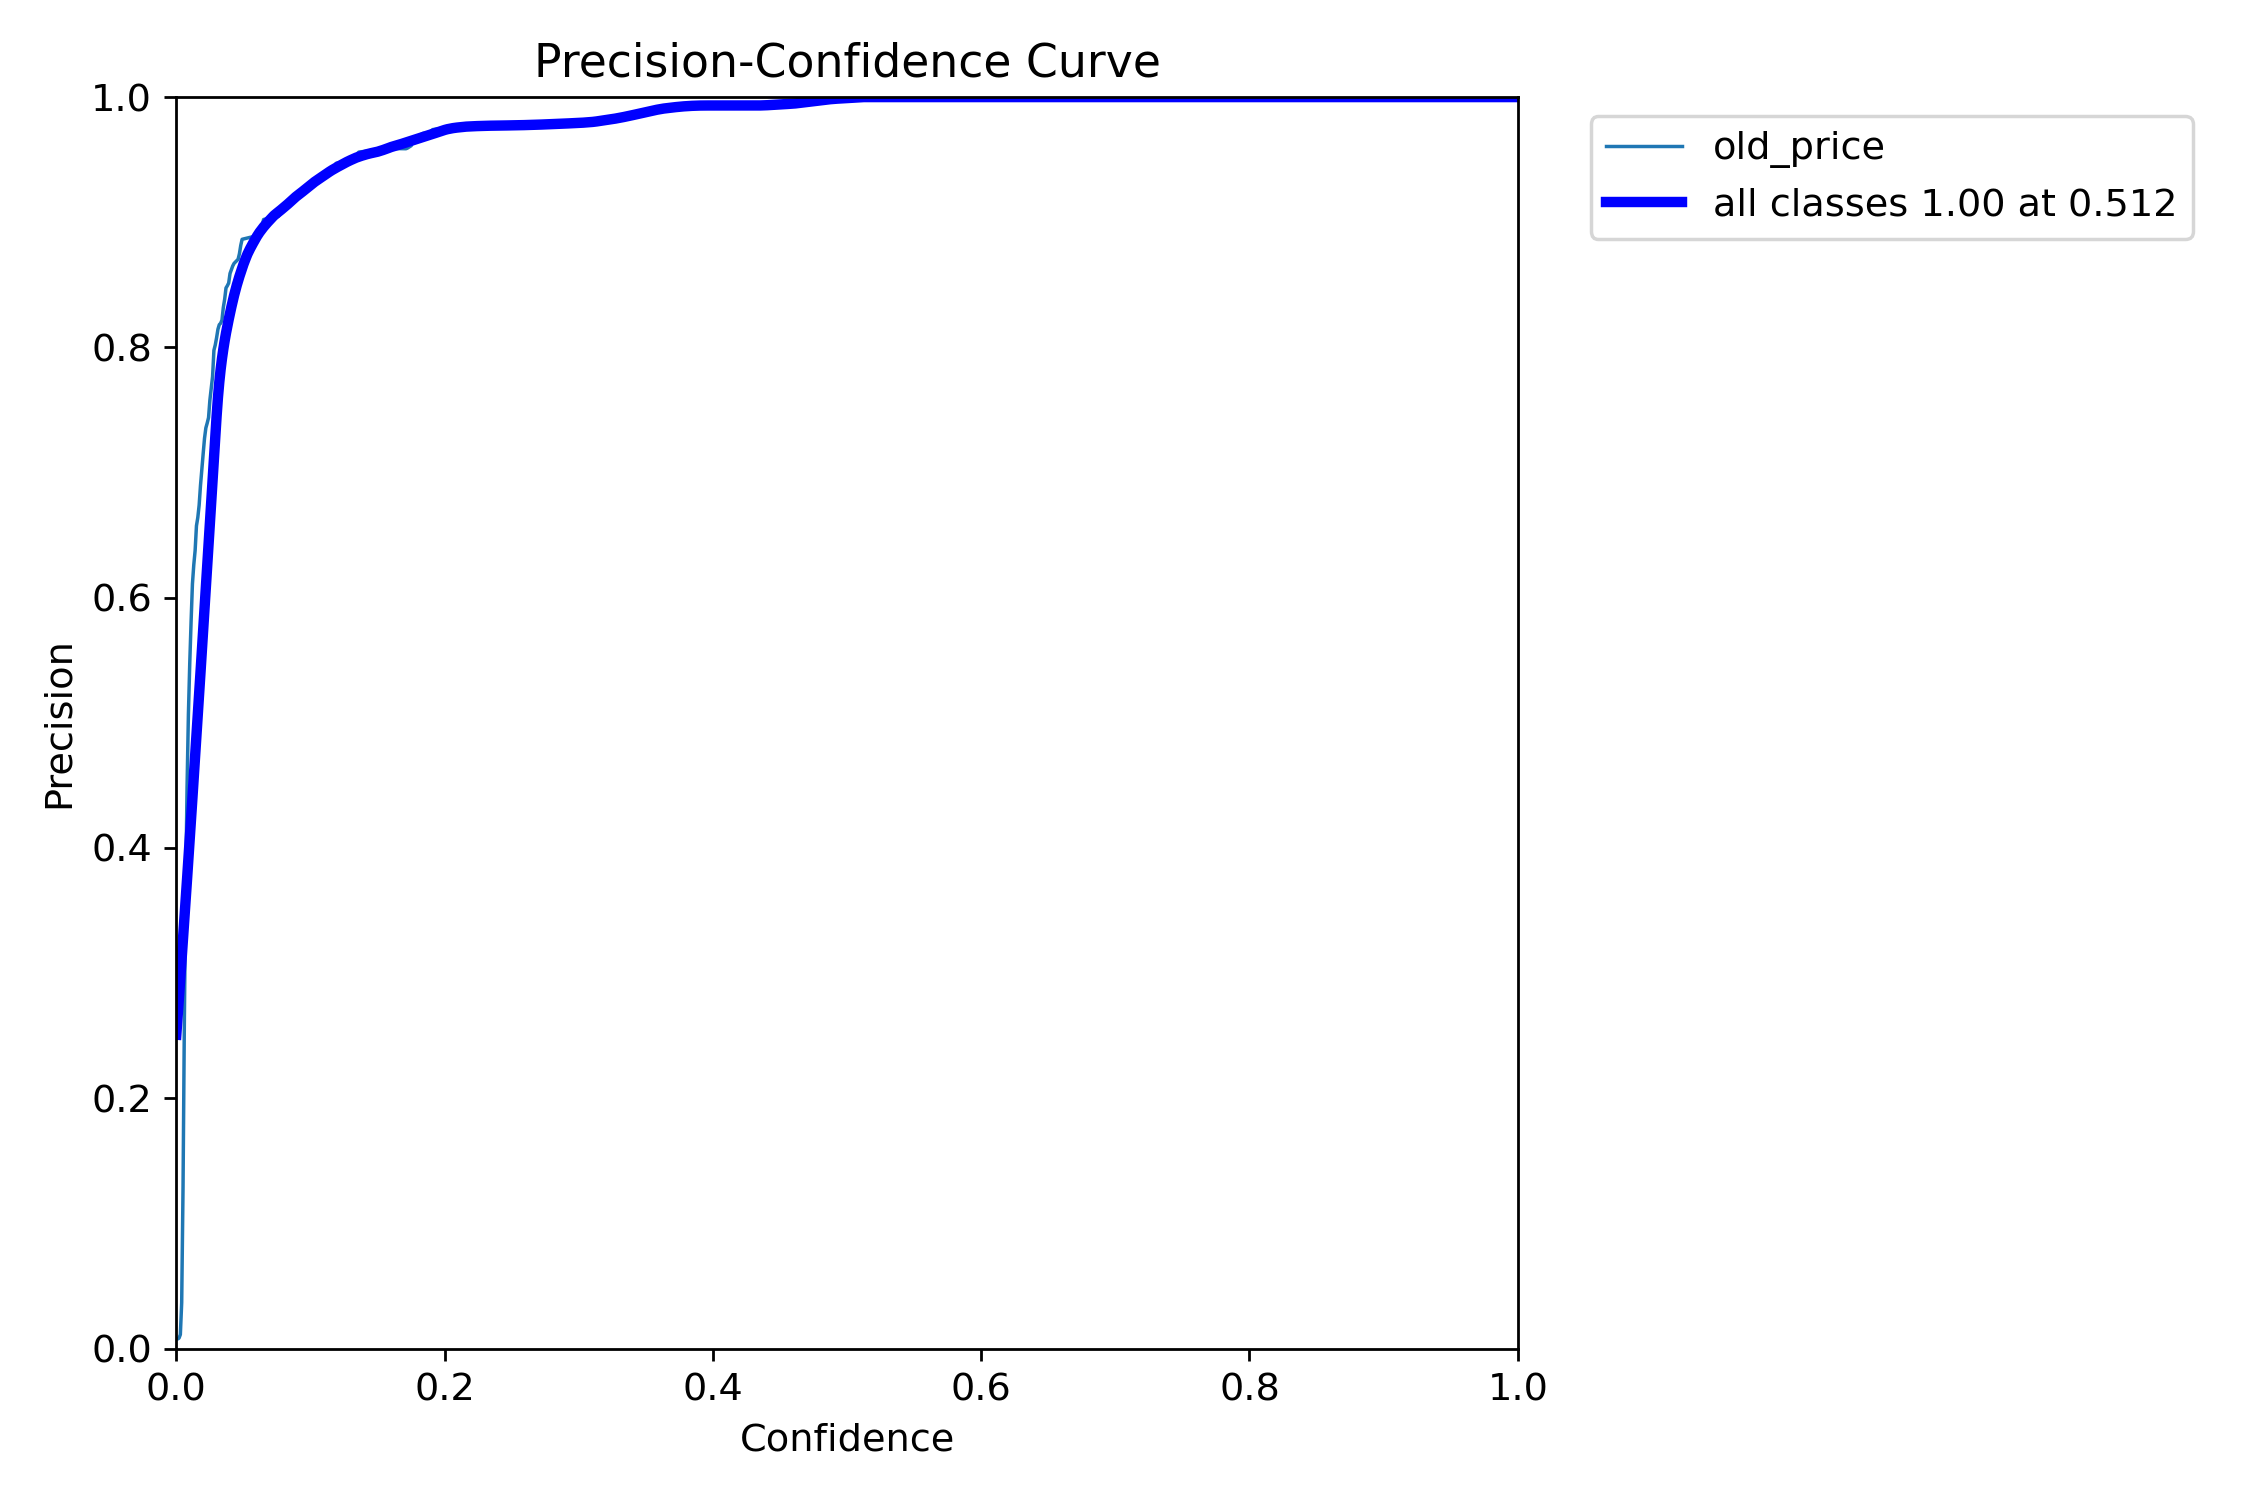 Precision-Confidence Curve
1.0
0.8
0.6
0.4
0.2
0.0
Precision
0.0 0.2 0.4 0.6 0.8 1.0
Confidence
old_price
all classes 1.00 at 0.512